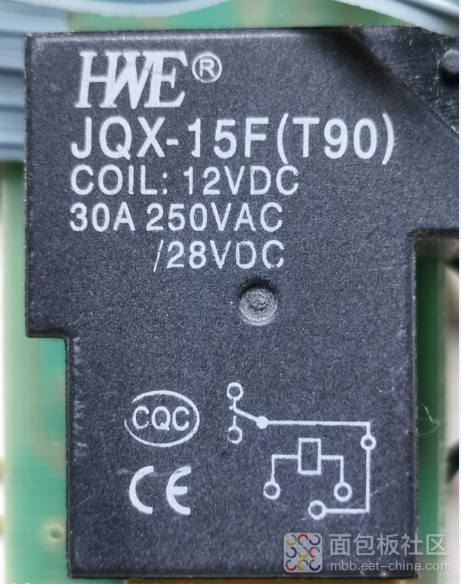 HWE®
JQX-15F(T90)
COIL: 12VDC
30A 250VAC
/28VDC
CQC
CE
面包板社区
mbb.eet-china.com